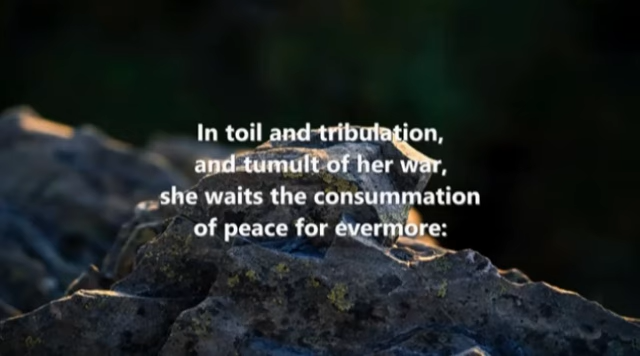 In toil and tribulation,
and tumult of her war,
she waits the consummation
of peace for evermore: